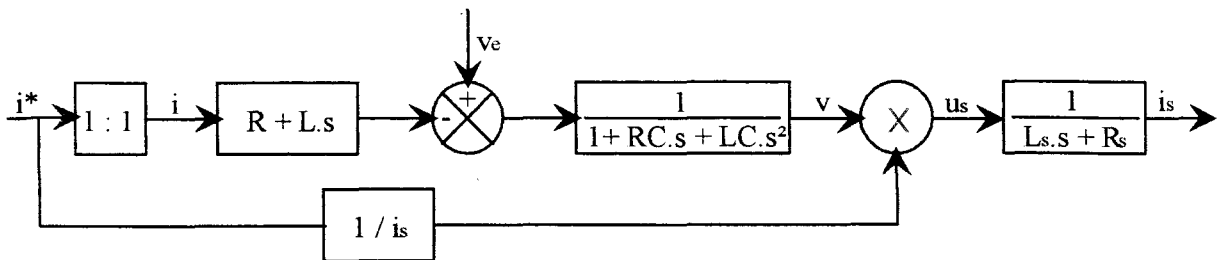 ve
i*
1 : 1
i
R + L.s
+
-
1
1+ RC.s + LC.s²
v
X
us
1
Ls.s + Rs
is
1 / is